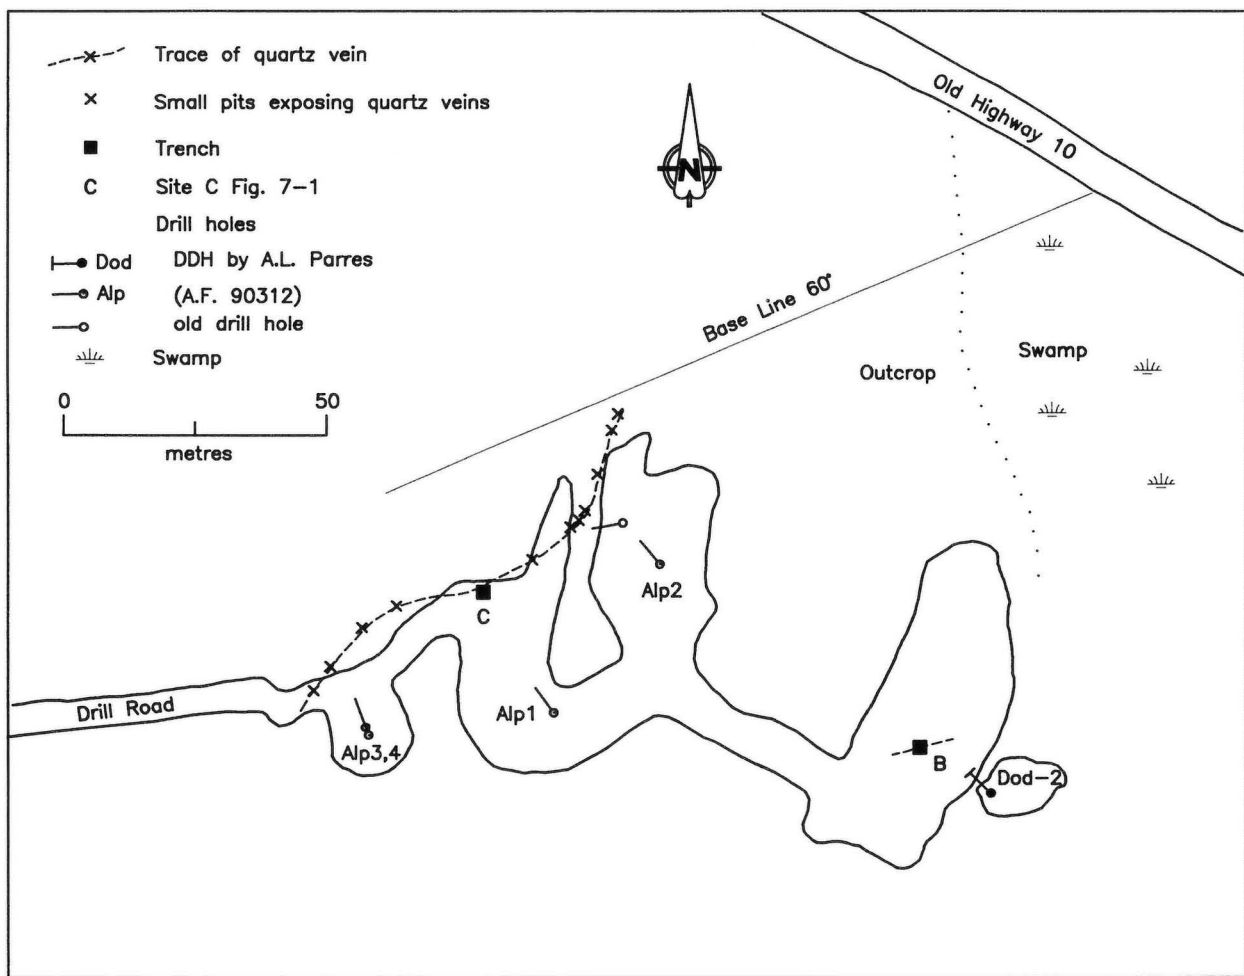 Trace of quartz vein
Small pits exposing quartz veins
Trench
C Site C Fig. 7-1
Drill holes
Dod DDH by A.L. Parres
Alp (A.F. 90312)
old drill hole
Swamp
0 50
metres
N
Old Highway 10
Base Line 60°
Outcrop
Swamp
Alp2
C
Alp1
Drill Road
Alp3,4
B
Dod-2